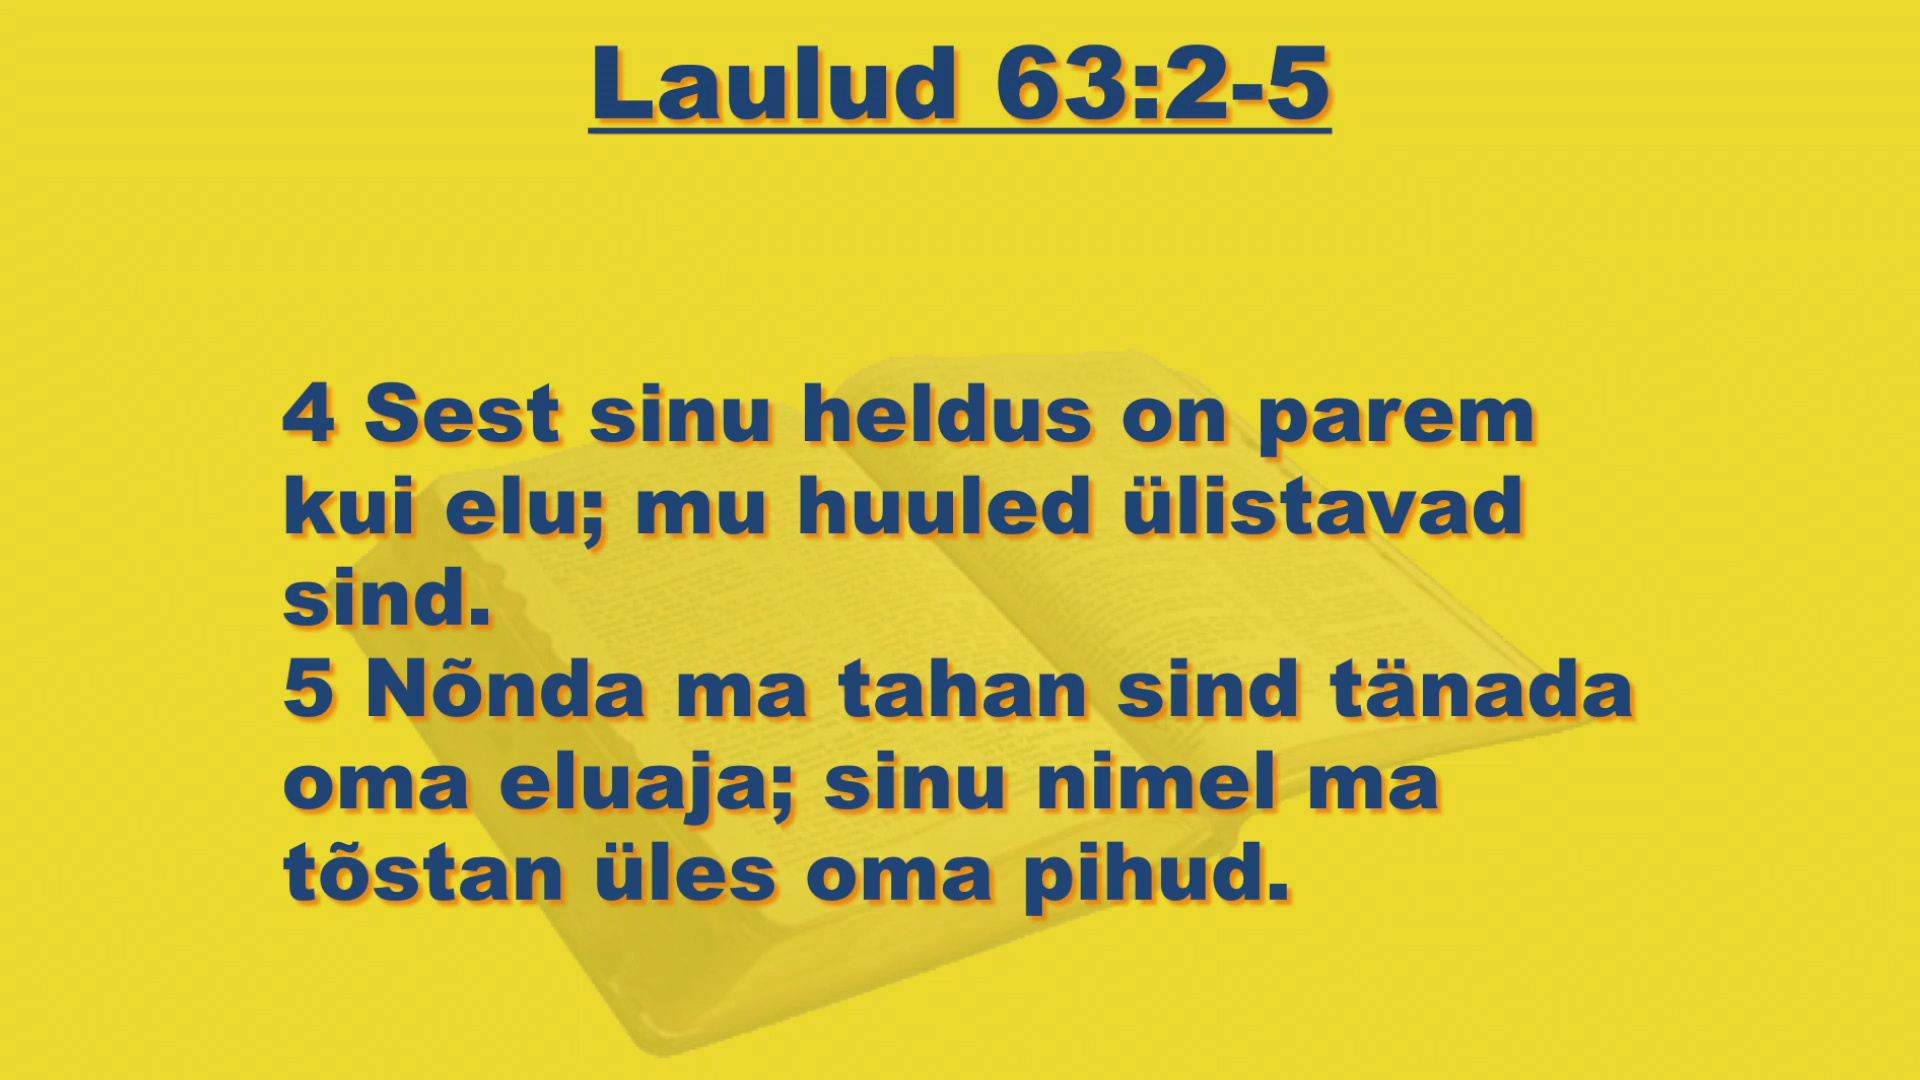 Laulud 63:2-5
4 Sest sinu heldus on parem
kui elu; mu huuled ülistavad
sind.
5 Nõnda ma tahan sind tänada
oma eluaja; sinu nimel ma
tõstan üles oma pihud.